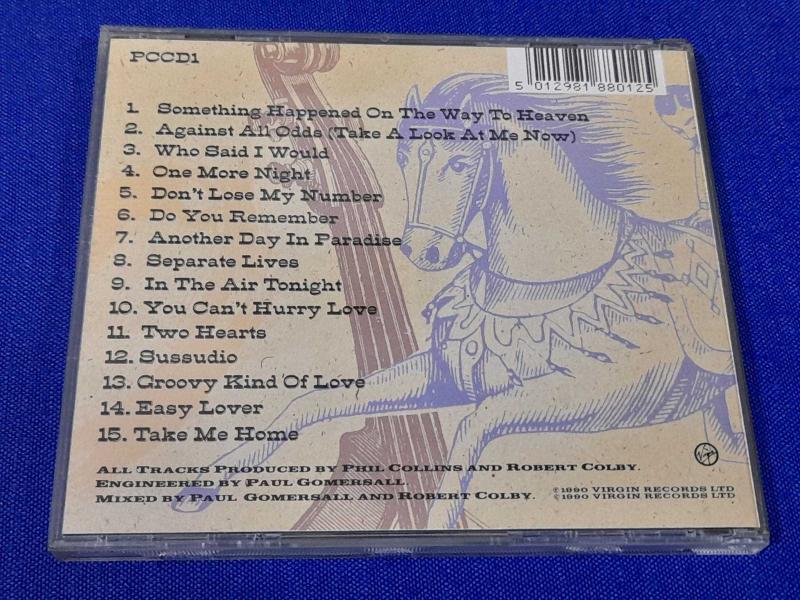 PCCD1
5 012981 880125
1. Something Happened On The Way To Heaven
2. Against All Odds (Take A Look At Me Now)
3. Who Said I Would
4. One More Night
5. Don't Lose My Number
6. Do You Remember
7. Another Day In Paradise
8. Separate Lives
9. In The Air Tonight
10. You Can't Hurry Love
11. Two Hearts
12. Sussudio
13. Groovy Kind Of Love
14. Easy Lover
15. Take Me Home
All Tracks Produced by Phil Collins and Robert Colby.
Engineered by Paul Gomersall.
Mixed by Paul Gomersall and Robert Colby.
Virgin
℗1990 VIRGIN RECORDS LTD
©1990 VIRGIN RECORDS LTD